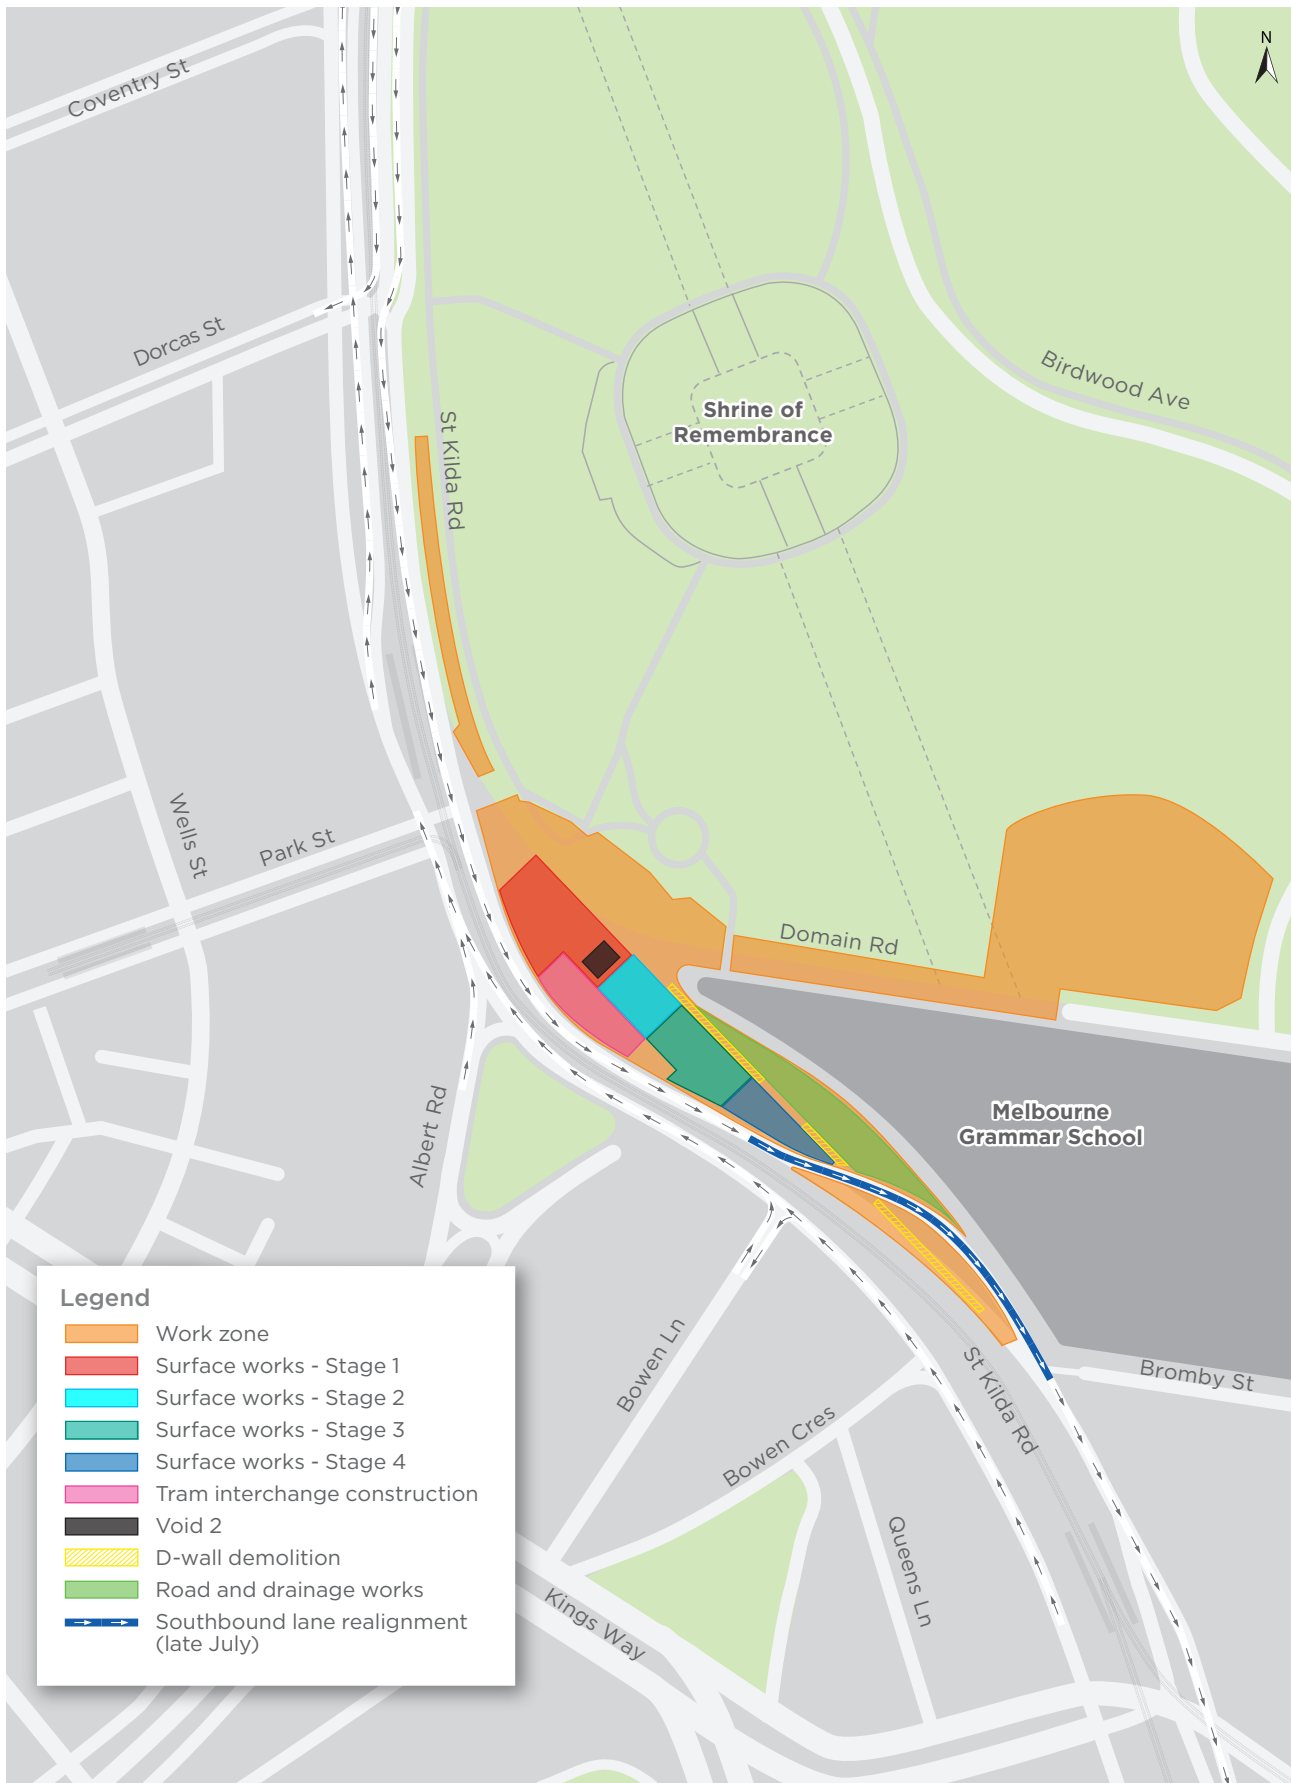 N
Coventry St
Dorcas St
Birdwood Ave
Shrine of
Remembrance
St Kilda Rd
Wells St
Park St
Domain Rd
Albert Rd
Melbourne
Grammar School
Bowen Ln
St Kilda Rd
Bromby St
Bowen Cres
Queens Ln
Kings Way
Legend
Work zone
Surface works - Stage 1
Surface works - Stage 2
Surface works - Stage 3
Surface works - Stage 4
Tram interchange construction
Void 2
D-wall demolition
Road and drainage works
Southbound lane realignment
(late July)